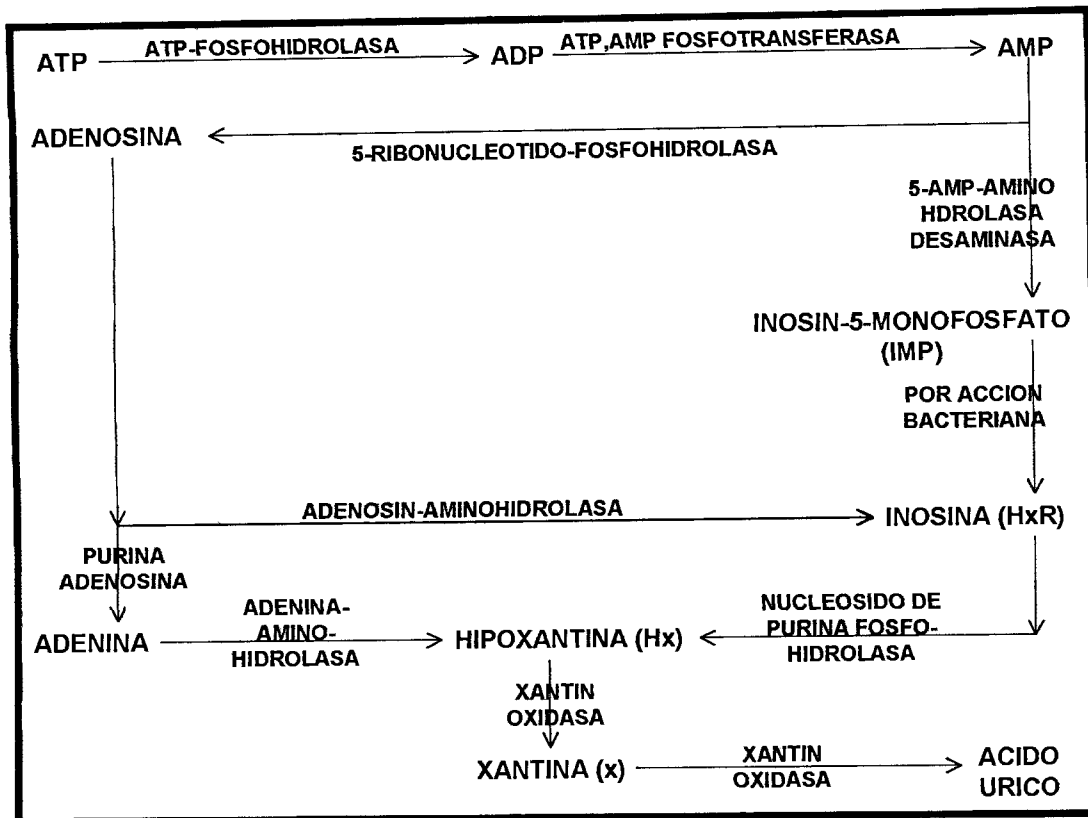 ATP-FOSFOHIDROLASA
ATP,AMP FOSFOTRANSFERASA
ATP
ADP
AMP
ADENOSINA
5-RIBONUCLEOTIDO-FOSFOHIDROLASA
5-AMP-AMINO
HDROLASA
DESAMINASA
INOSIN-5-MONOFOSFATO
(IMP)
POR ACCION
BACTERIANA
ADENOSIN-AMINOHIDROLASA
INOSINA (HxR)
PURINA
ADENOSINA
ADENINA
ADENINA-
AMINO-
HIDROLASA
HIPOXANTINA (Hx)
NUCLEOSIDO DE
PURINA FOSFO-
HIDROLASA
XANTIN
OXIDASA
XANTINA (x)
XANTIN
OXIDASA
ACIDO
URICO